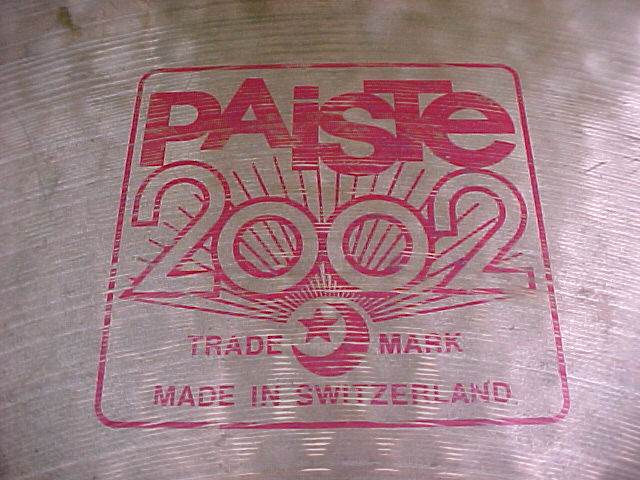 PAiSTe
2002
TRADE MARK
MADE IN SWITZERLAND